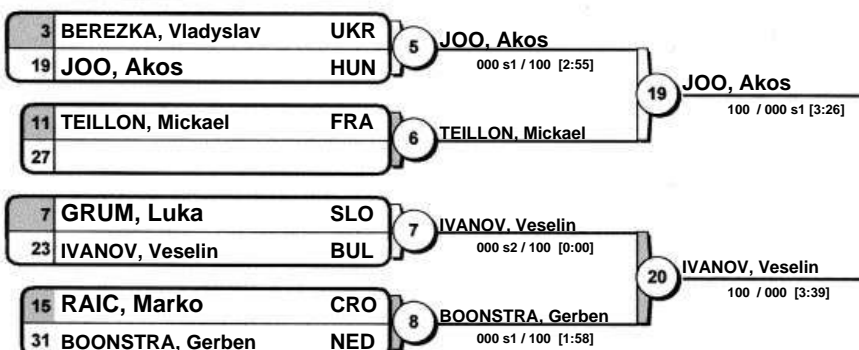 3 BEREZKA, Vladyslav UKR
19 JOO, Akos HUN
5
JOO, Akos
000 s1 / 100 [2:55]
11 TEILLON, Mickael FRA
27
6
TEILLON, Mickael
19
JOO, Akos
100 / 000 s1 [3:26]
7 GRUM, Luka SLO
23 IVANOV, Veselin BUL
7
IVANOV, Veselin
000 s2 / 100 [0:00]
15 RAIC, Marko CRO
31 BOONSTRA, Gerben NED
8
BOONSTRA, Gerben
000 s1 / 100 [1:58]
20
IVANOV, Veselin
100 / 000 [3:39]